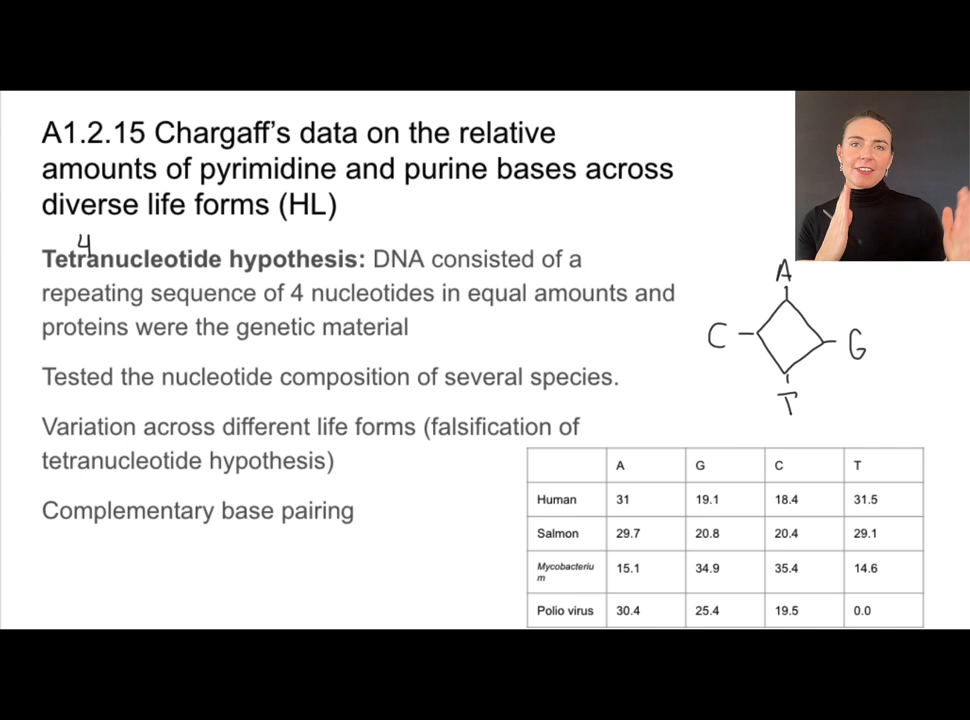 A1.2.15 Chargaff's data on the relative
amounts of pyrimidine and purine bases across
diverse life forms (HL)
4
Tetranucleotide hypothesis: DNA consisted of a
repeating sequence of 4 nucleotides in equal amounts and
proteins were the genetic material
Tested the nucleotide composition of several species.
Variation across different life forms (falsification of
tetranucleotide hypothesis)
Complementary base pairing
A
C G
T
A G C T
Human 31 19.1 18.4 31.5
Salmon 29.7 20.8 20.4 29.1
Mycobacteriu
m 15.1 34.9 35.4 14.6
Polio virus 30.4 25.4 19.5 0.0